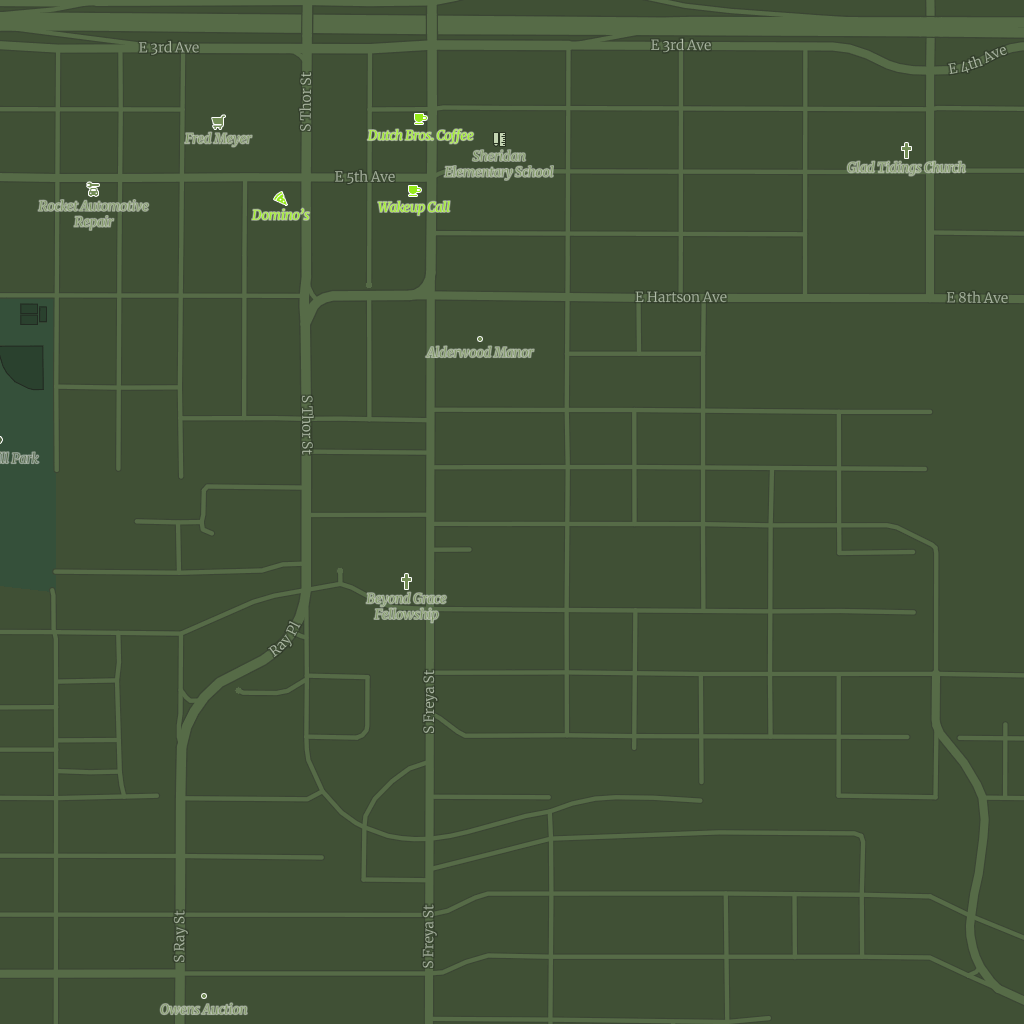 E 3rd Ave
E 3rd Ave
E 4th Ave
S Thor St
Fred Meyer
Dutch Bros. Coffee
Sheridan
Elementary School
Glad Tidings Church
E 5th Ave
Rocket Automotive
Repair
Domino's
Wakeup Call
E Hartson Ave
E 8th Ave
Alderwood Manor
S Thor St
ll Park
Beyond Grace
Fellowship
Ray Pl
S Freya St
S Ray St
S Freya St
Owens Auction